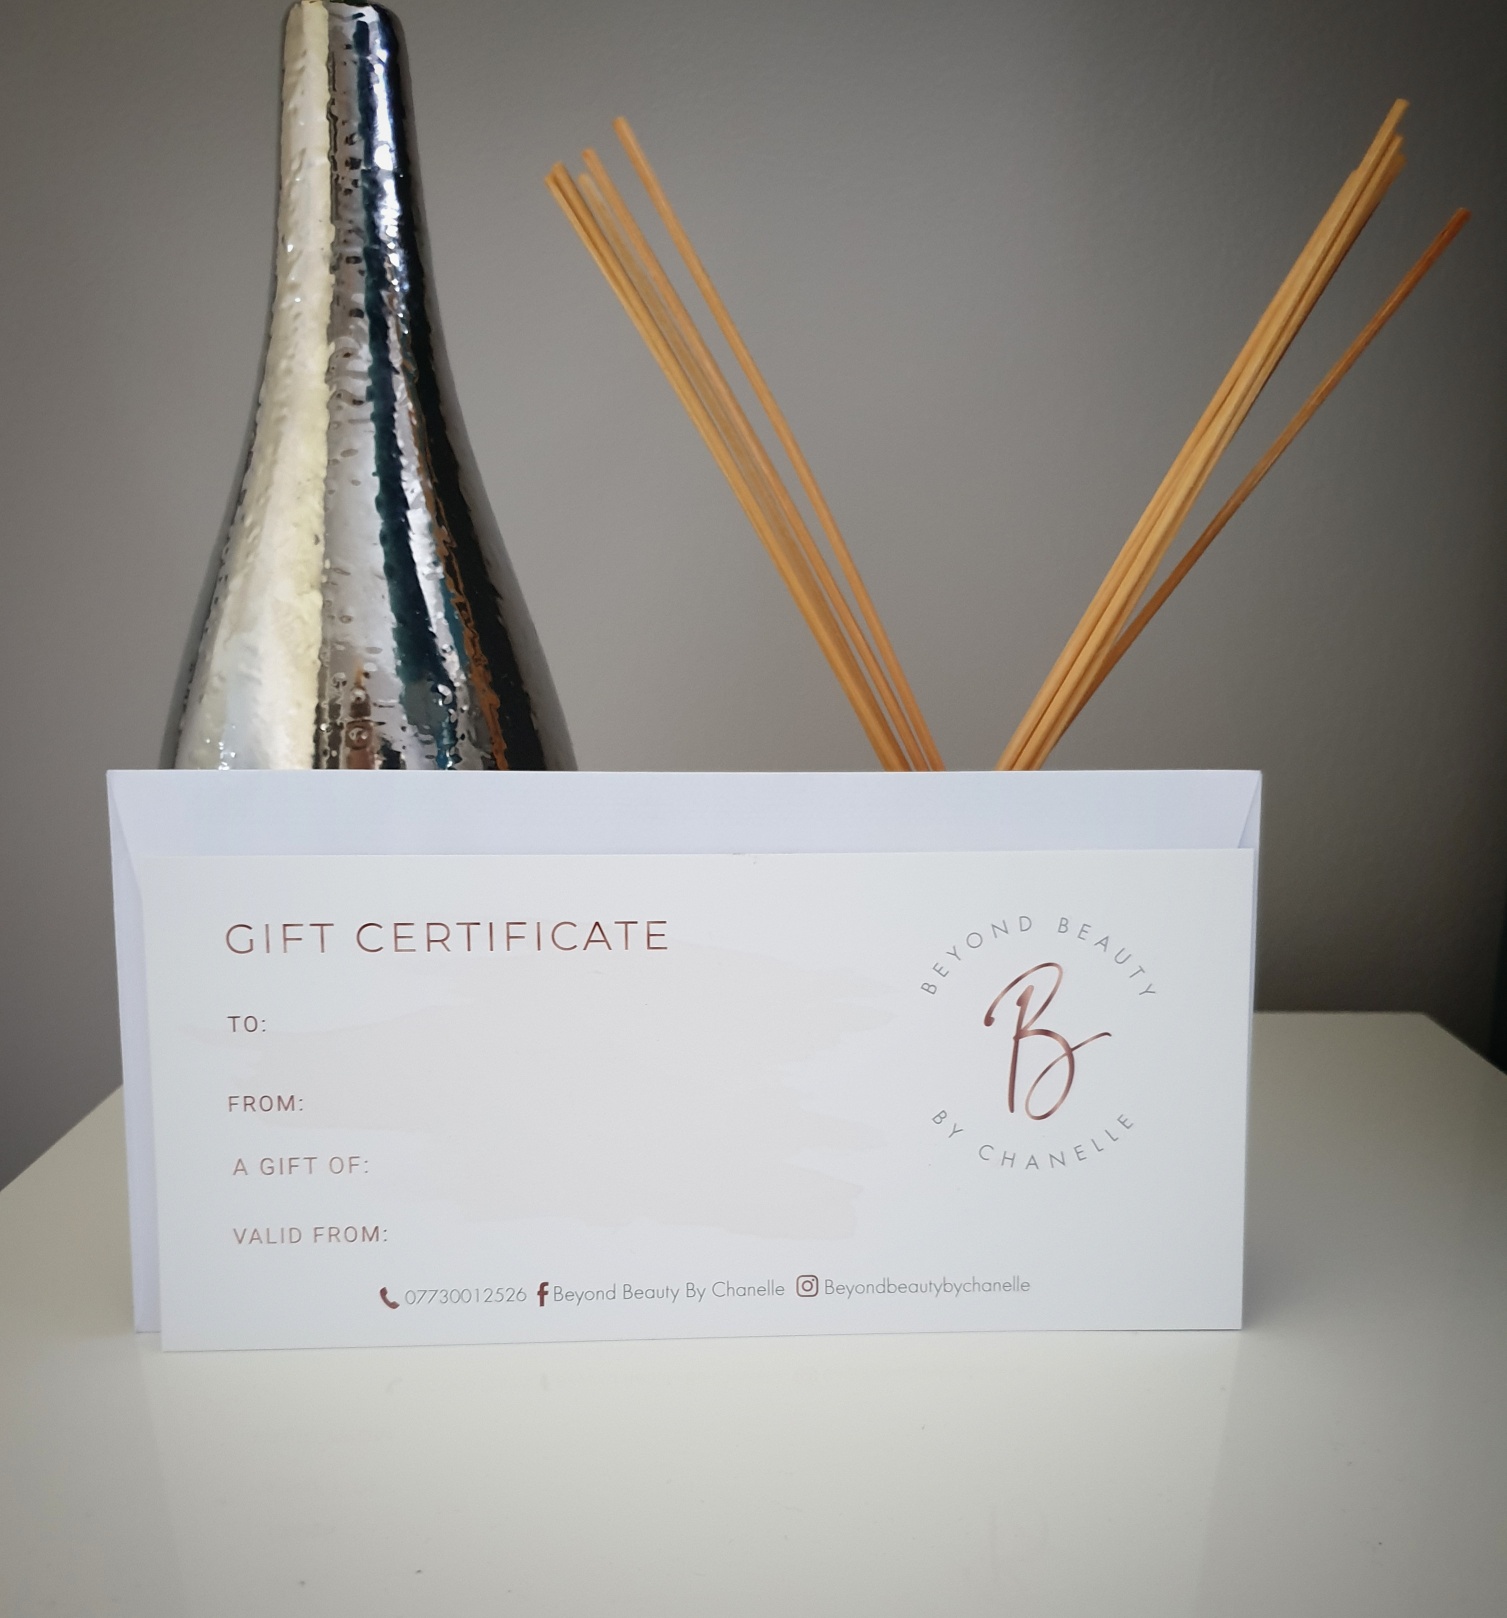 GIFT CERTIFICATE
TO:
FROM:
A GIFT OF:
VALID FROM:
BEYOND BEAUTY
B
BY CHANELLE
07730012526 f Beyond Beauty By Chanelle Beyondbeautybychanelle